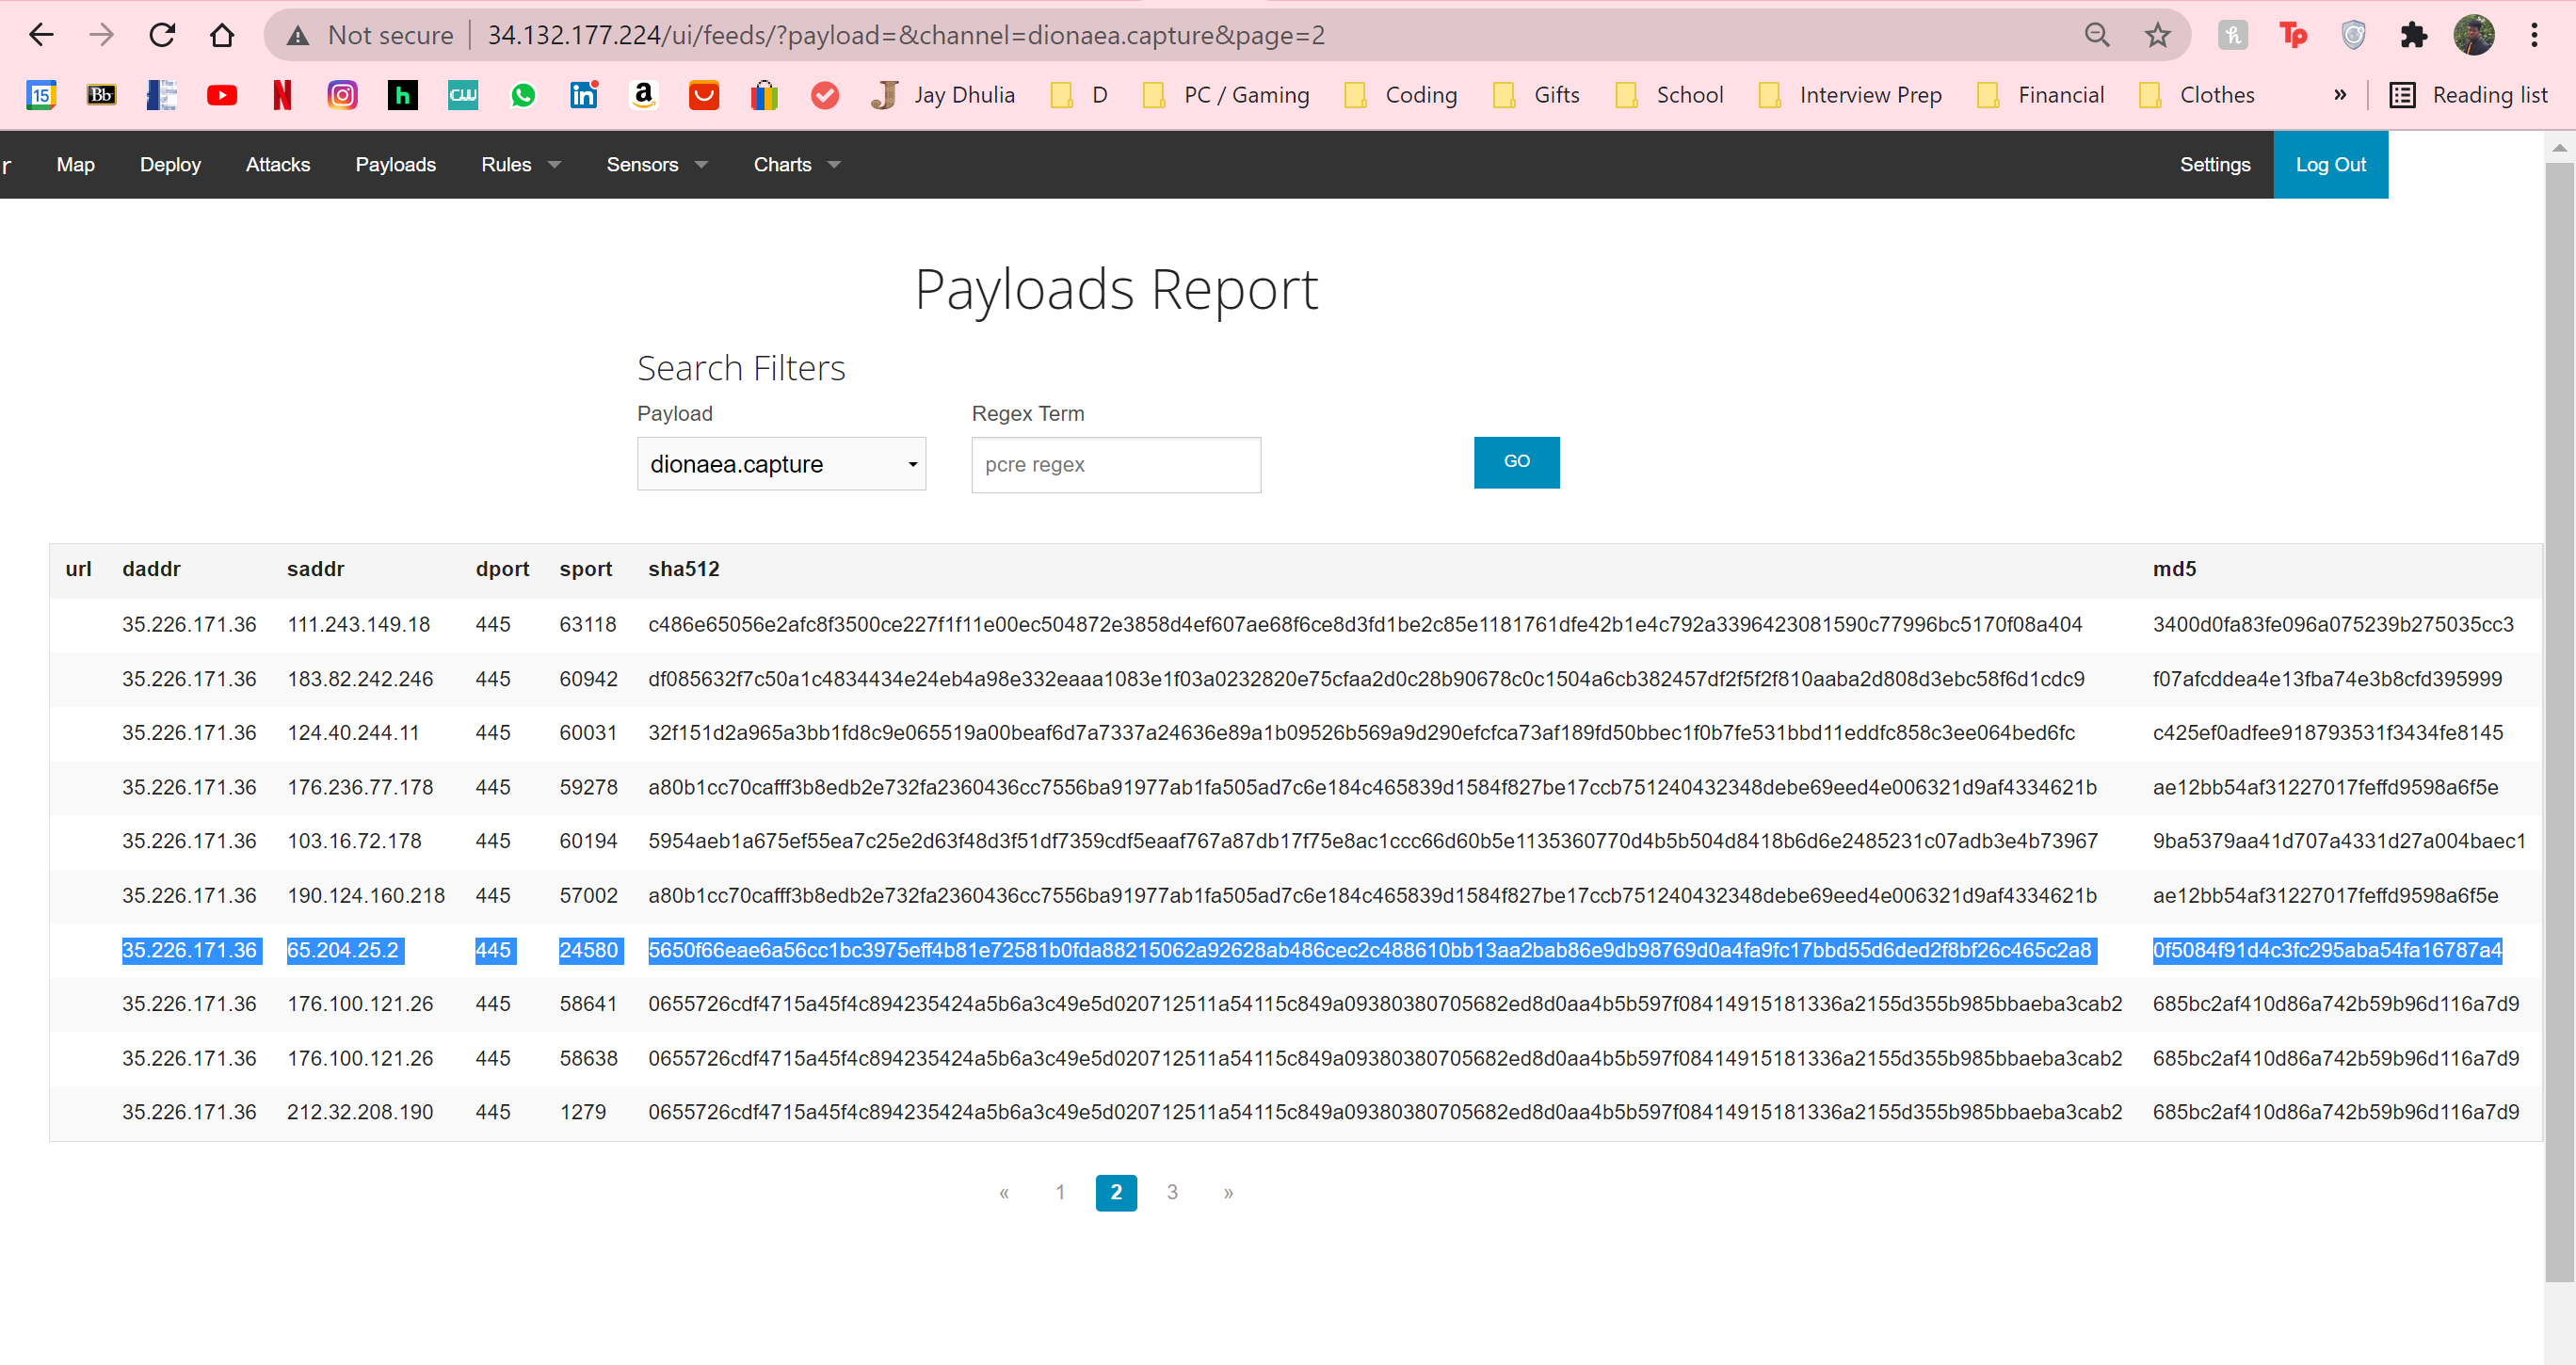 Not secure 34.132.177.224/ui/feeds/?payload=&channel=dionaea.capture&page=2
15 Bb N h CW in a J Jay Dhulia D PC / Gaming Coding Gifts School Interview Prep Financial Clothes » Reading list
r Map Deploy Attacks Payloads Rules Sensors Charts Settings Log Out
Payloads Report
Search Filters
Payload Regex Term
dionaea.capture pcre regex GO
url daddr saddr dport sport sha512 md5
35.226.171.36 111.243.149.18 445 63118 c486e65056e2afc8f3500ce227f1f11e00ec504872e3858d4ef607ae68f6ce8d3fd1be2c85e1181761dfe42b1e4c792a3396423081590c77996bc5170f08a404 3400d0fa83fe096a075239b275035cc3
35.226.171.36 183.82.242.246 445 60942 df085632f7c50a1c4834434e24eb4a98e332eaaa1083e1f03a0232820e75cfaa2d0c28b90678c0c1504a6cb382457df2f5f2f810aaba2d808d3ebc58f6d1cdc9 f07afcddea4e13fba74e3b8cfd395999
35.226.171.36 124.40.244.11 445 60031 32f151d2a965a3bb1fd8c9e065519a00beaf6d7a7337a24636e89a1b09526b569a9d290efcfca73af189fd50bbec1f0b7fe531bbd11eddfc858c3ee064bed6fc c425ef0adfee918793531f3434fe8145
35.226.171.36 176.236.77.178 445 59278 a80b1cc70cafff3b8edb2e732fa2360436cc7556ba91977ab1fa505ad7c6e184c465839d1584f827be17ccb751240432348debe69eed4e006321d9af4334621b ae12bb54af31227017feffd9598a6f5e
35.226.171.36 103.16.72.178 445 60194 5954aeb1a675ef55ea7c25e2d63f48d3f51df7359cdf5eaaf767a87db17f75e8ac1ccc66d60b5e1135360770d4b5b504d8418b6d6e2485231c07adb3e4b73967 9ba5379aa41d707a4331d27a004baec1
35.226.171.36 190.124.160.218 445 57002 a80b1cc70cafff3b8edb2e732fa2360436cc7556ba91977ab1fa505ad7c6e184c465839d1584f827be17ccb751240432348debe69eed4e006321d9af4334621b ae12bb54af31227017feffd9598a6f5e
35.226.171.36 65.204.25.2 445 24580 5650f66eae6a56cc1bc3975eff4b81e72581b0fda88215062a92628ab486cec2c488610bb13aa2bab86e9db98769d0a4fa9fc17bbd55d6ded2f8bf26c465c2a8 0f5084f91d4c3fc295aba54fa16787a4
35.226.171.36 176.100.121.26 445 58641 0655726cdf4715a45f4c894235424a5b6a3c49e5d020712511a54115c849a09380380705682ed8d0aa4b5b597f08414915181336a2155d355b985bbaeba3cab2 685bc2af410d86a742b59b96d116a7d9
35.226.171.36 176.100.121.26 445 58638 0655726cdf4715a45f4c894235424a5b6a3c49e5d020712511a54115c849a09380380705682ed8d0aa4b5b597f08414915181336a2155d355b985bbaeba3cab2 685bc2af410d86a742b59b96d116a7d9
35.226.171.36 212.32.208.190 445 1279 0655726cdf4715a45f4c894235424a5b6a3c49e5d020712511a54115c849a09380380705682ed8d0aa4b5b597f08414915181336a2155d355b985bbaeba3cab2 685bc2af410d86a742b59b96d116a7d9
« 1 2 3 »